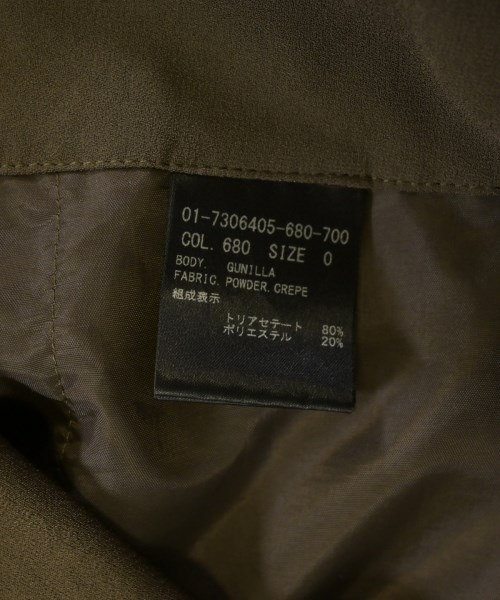 01-7306405-680-700
COL. 680 SIZE 0
BODY. GUNILLA
FABRIC. POWDER.CREPE
組成表示
トリアセテート 80%
ポリエステル 20%